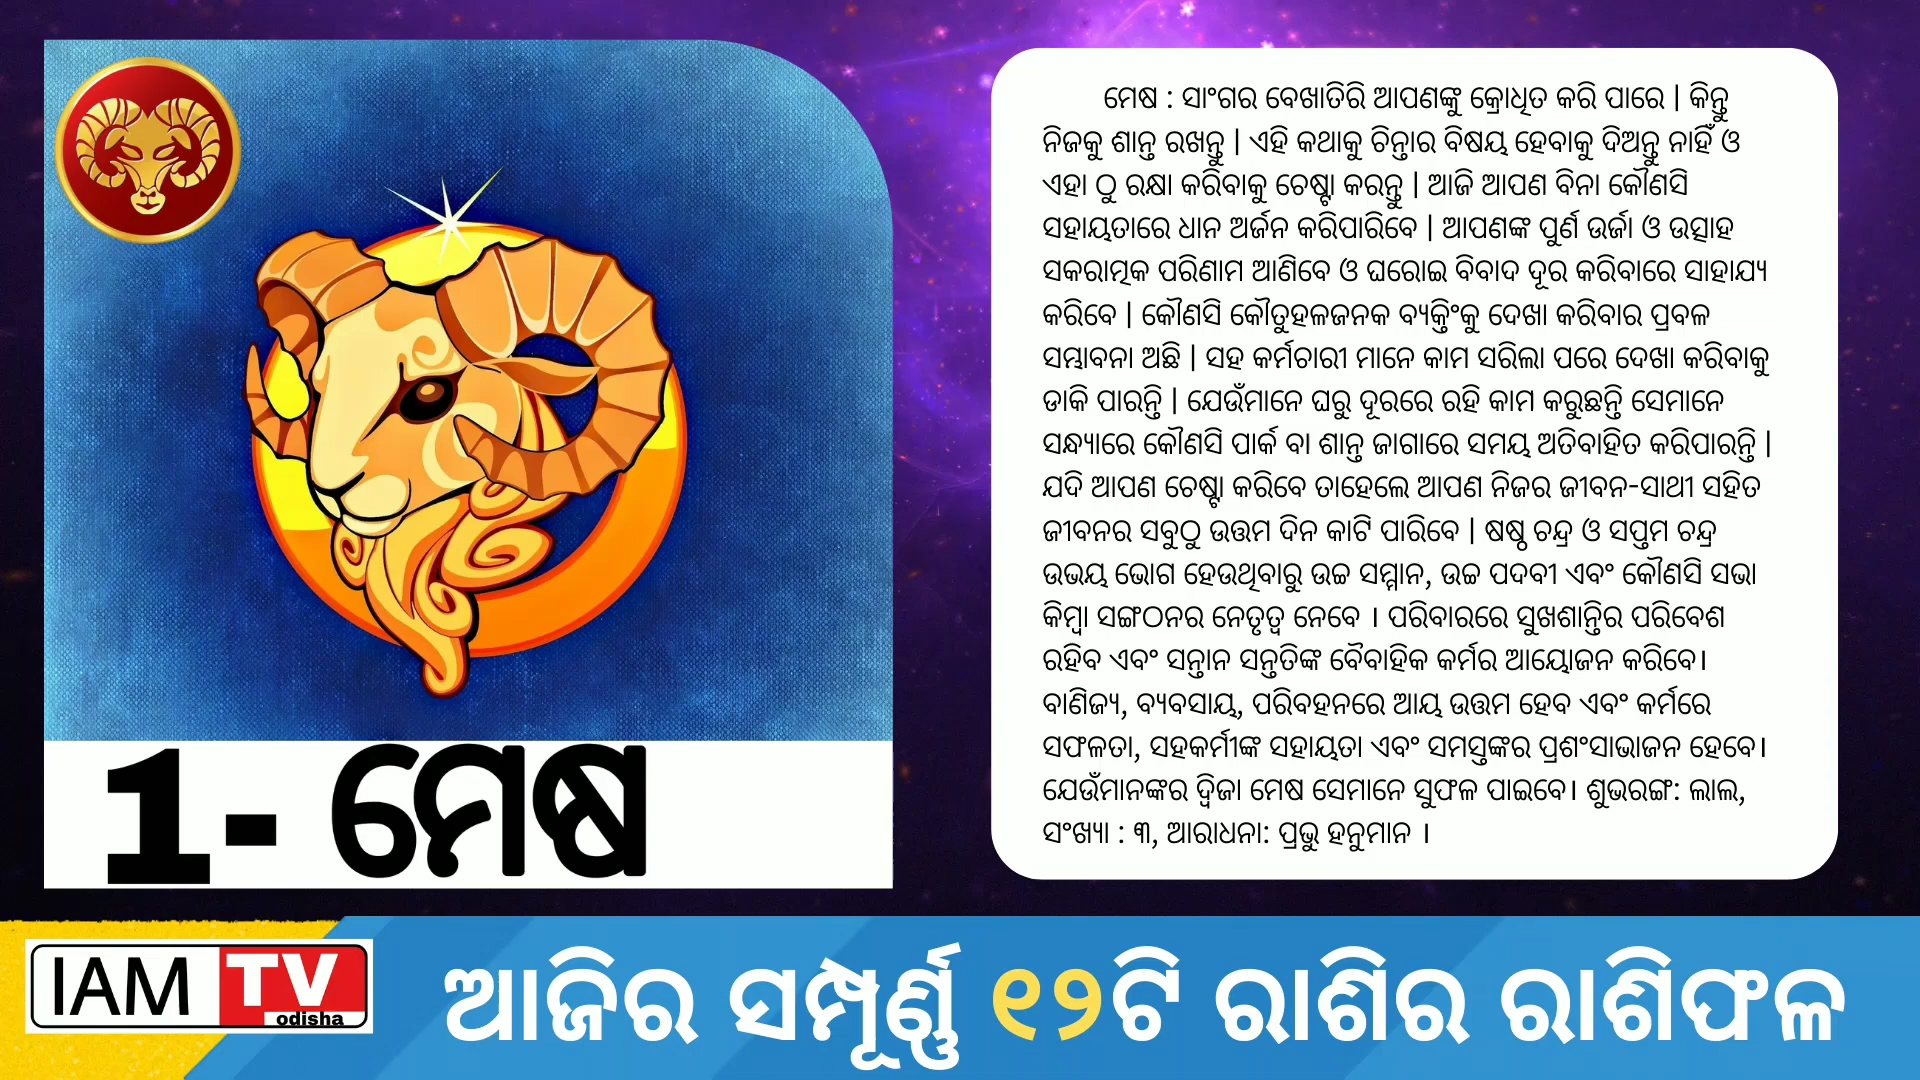 ମେଷ : ସାଂଗର ବେଖାତିରି ଆପଣଙ୍କୁ କ୍ରୋଧିତ କରି ପାରେ | କିନ୍ତୁ
ନିଜକୁ ଶାନ୍ତ ରଖନ୍ତୁ | ଏହି କଥାକୁ ଚିନ୍ତାର ବିଷୟ ହେବାକୁ ଦିଅନ୍ତୁ ନାହିଁ ଓ
ଏହା ଠୁ ରକ୍ଷା କରିବାକୁ ଚେଷ୍ଟା କରନ୍ତୁ | ଆଜି ଆପଣ ବିନା କୌଣସି
ସହାୟତାରେ ଧାନ ଅର୍ଜନ କରିପାରିବେ | ଆପଣଙ୍କ ପୁର୍ଣ ଉର୍ଜା ଓ ଉତ୍ସାହ
ସକରାତ୍ମକ ପରିଣାମ ଆଣିବେ ଓ ଘରୋଇ ବିବାଦ ଦୂର କରିବାରେ ସାହାଯ୍ୟ
କରିବେ | କୌଣସି କୌତୁହଳଜନକ ବ୍ୟକ୍ତିଂକୁ ଦେଖା କରିବାର ପ୍ରବଳ
ସମ୍ଭାବନା ଅଛି | ସହ କର୍ମଚାରୀ ମାନେ କାମ ସରିଲା ପରେ ଦେଖା କରିବାକୁ
ଡାକି ପାରନ୍ତି | ଯେଉଁମାନେ ଘରୁ ଦୂରରେ ରହି କାମ କରୁଛନ୍ତି ସେମାନେ
ସନ୍ଧ୍ୟାରେ କୌଣସି ପାର୍କ ବା ଶାନ୍ତ ଜାଗାରେ ସମୟ ଅତିବାହିତ କରିପାରନ୍ତି |
ଯଦି ଆପଣ ଚେଷ୍ଟା କରିବେ ତାହେଲେ ଆପଣ ନିଜର ଜୀବନ-ସାଥୀ ସହିତ
ଜୀବନର ସବୁଠୁ ଉତ୍ତମ ଦିନ କାଟି ପାରିବେ | ଷଷ୍ଠ ଚନ୍ଦ୍ର ଓ ସପ୍ତମ ଚନ୍ଦ୍ର
ଉଭୟ ଭୋଗ ହେଉଥିବାରୁ ଉଚ୍ଚ ସମ୍ମାନ, ଉଚ୍ଚ ପଦବୀ ଏବଂ କୌଣସି ସଭା
କିମ୍ବା ସଙ୍ଗଠନର ନେତୃତ୍ୱ ନେବେ । ପରିବାରରେ ସୁଖଶାନ୍ତିର ପରିବେଶ
ରହିବ ଏବଂ ସନ୍ତାନ ସନ୍ତତିଙ୍କ ବୈବାହିକ କର୍ମର ଆୟୋଜନ କରିବେ।
ବାଣିଜ୍ୟ, ବ୍ୟବସାୟ, ପରିବହନରେ ଆୟ ଉତ୍ତମ ହେବ ଏବଂ କର୍ମରେ
ସଫଳତା, ସହକର୍ମୀଙ୍କ ସହାୟତା ଏବଂ ସମସ୍ତଙ୍କର ପ୍ରଶଂସାଭାଜନ ହେବେ।
ଯେଉଁମାନଙ୍କର ଦ୍ୱିଜା ମେଷ ସେମାନେ ସୁଫଳ ପାଇବେ। ଶୁଭରଙ୍ଗ: ଲାଲ,
ସଂଖ୍ୟା : ୩, ଆରାଧନା: ପ୍ରଭୁ ହନୁମାନ ।
1- ମେଷ
IAM TV
odisha
ଆଜିର ସମ୍ପୂର୍ଣ୍ଣ ୧୨ଟି ରାଶିର ରାଶିଫଳ